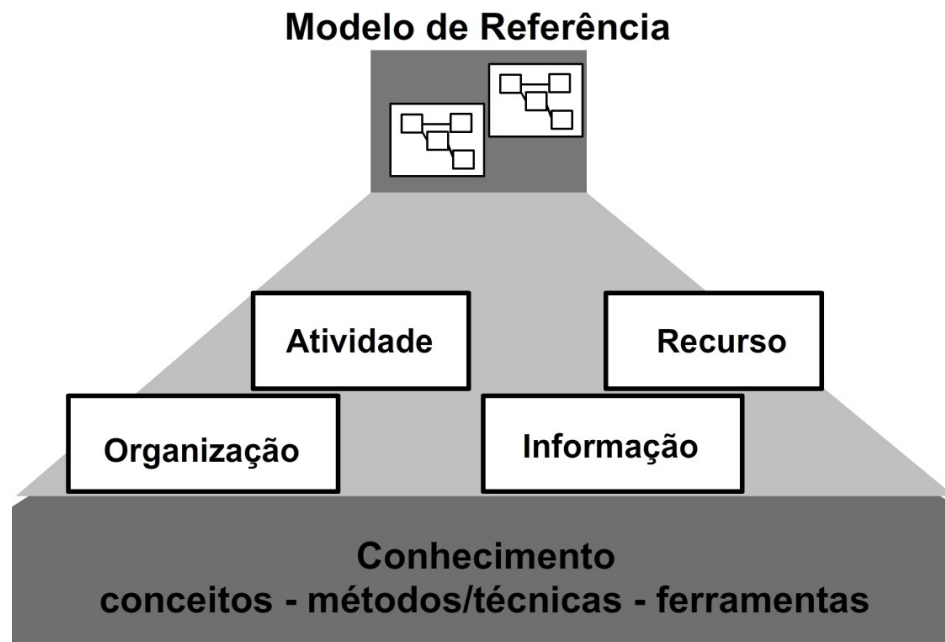 Modelo de Referência
Atividade
Recurso
Organização
Informação
Conhecimento
conceitos - métodos/técnicas - ferramentas